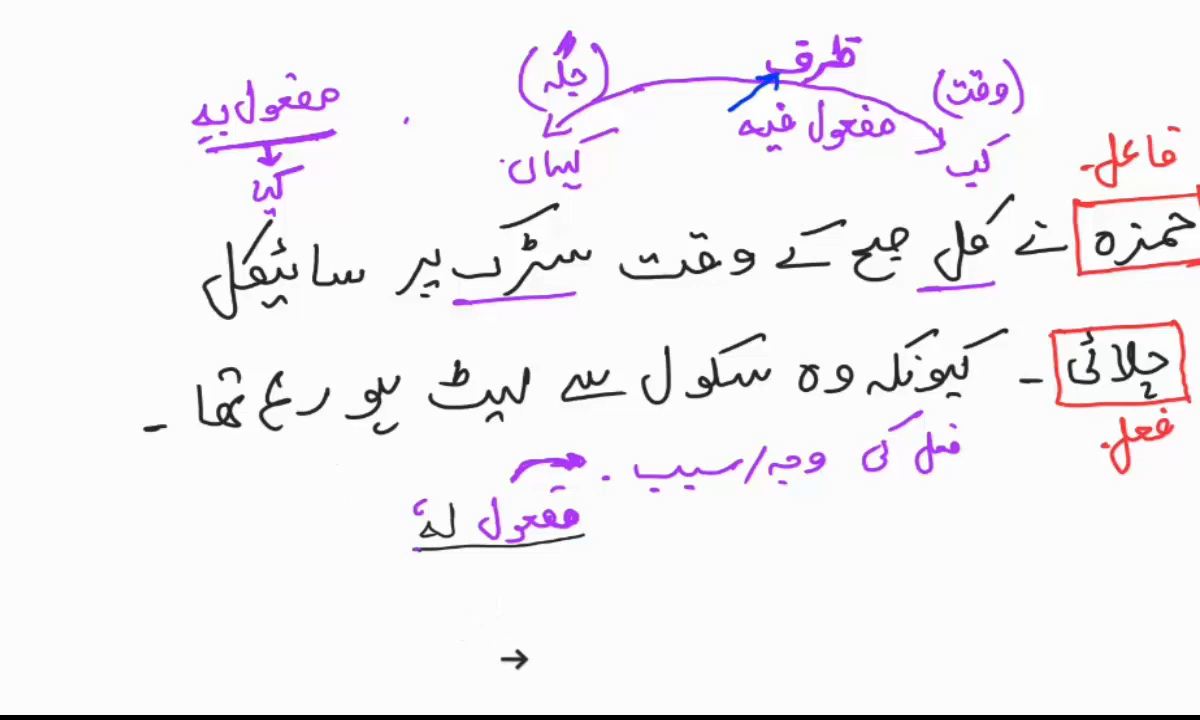 (جگہ) ظرف (وقت)
مفعول بہ مفعول فیہ
کیا کہاں کب فاعل۔
حمزہ نے کل صبح کے وقت سڑک پر سائیکل
چلائی ۔ کیونکہ وہ سکول سے لیٹ ہو رہا تھا ۔
فعل کی وجہ/سبب . فعل۔
مفعول لہٗ
→